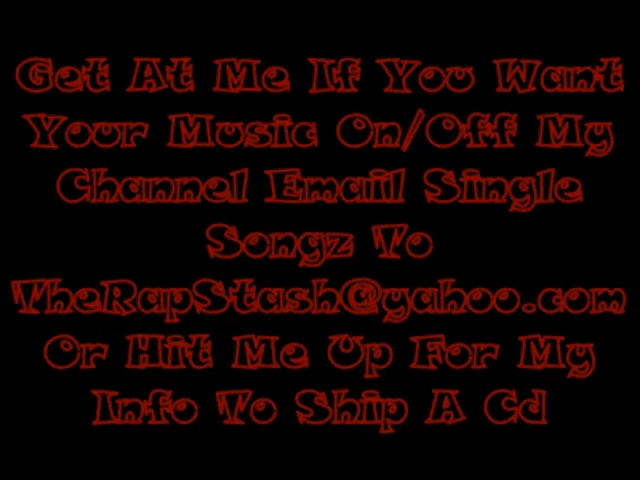 Get At Me If You Want
Your Music On/Off My
Channel Email Single
Songz To
TheRapStash@yahoo.com
Or Hit Me Up For My
Info To Ship A Cd